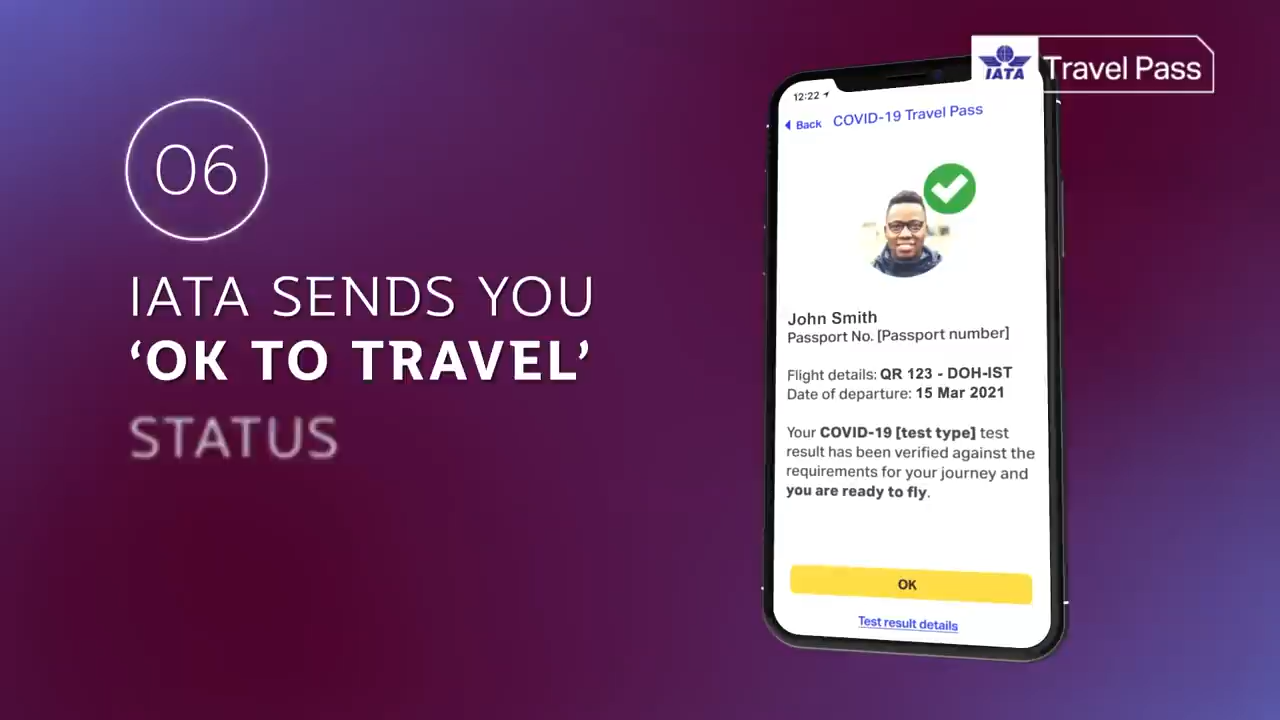 IATA Travel Pass
06
IATA SENDS YOU
‘OK TO TRAVEL’
STATUS
12:22
Back COVID-19 Travel Pass
John Smith
Passport No. [Passport number]
Flight details: QR 123 - DOH-IST
Date of departure: 15 Mar 2021
Your COVID-19 [test type] test
result has been verified against the
requirements for your journey and
you are ready to fly.
OK
Test result details